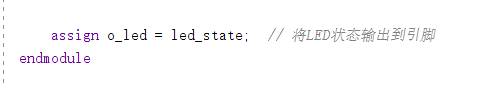 assign o_led = led_state;  // 将LED状态输出到引脚
endmodule